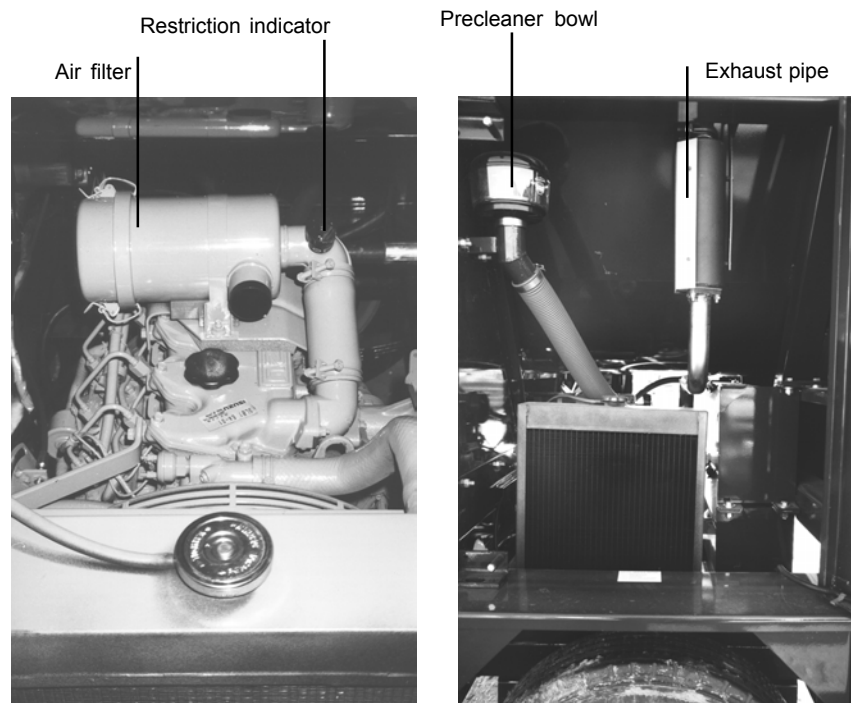 Restriction indicator
Precleaner bowl
Air filter
Exhaust pipe